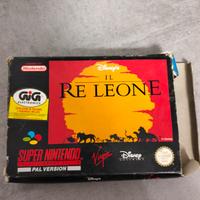 Nintendo
Disney's
IL
RE LEONE
GIG
ELECTRONICS
SUPER NINTENDO
PAL VERSION
Virgin
Disney